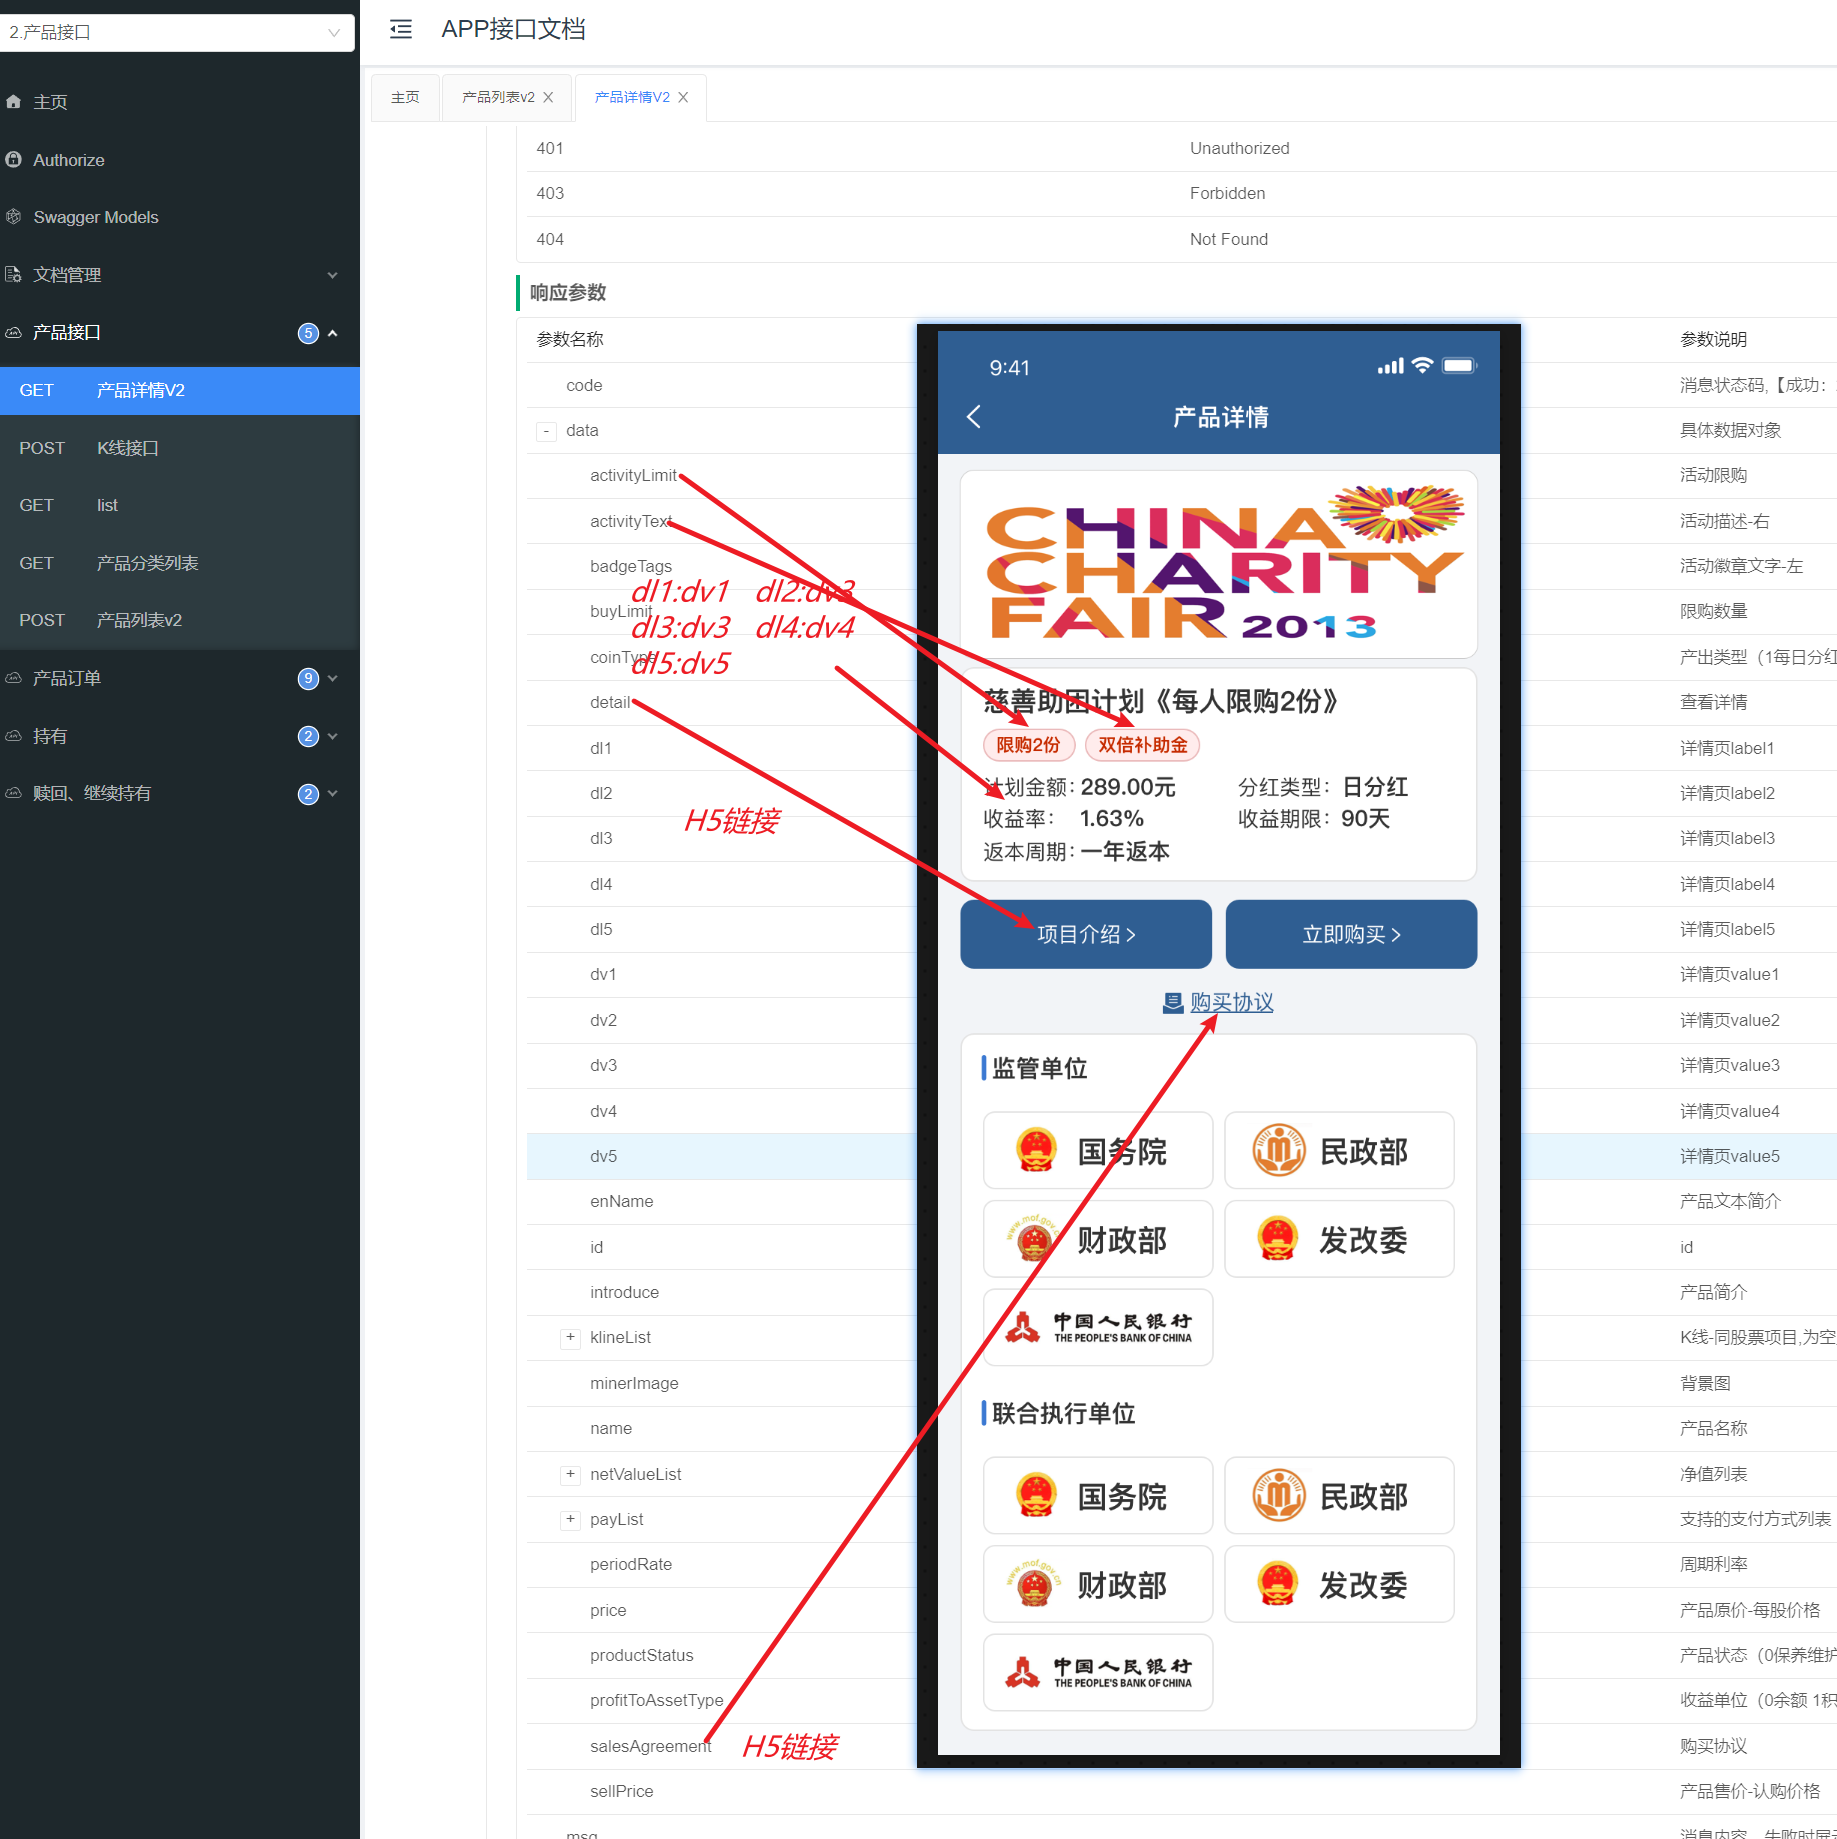 2.产品接口
APP接口文档
主页
产品列表v2
产品详情V2
主页
Authorize
Swagger Models
文档管理
产品接口
5
GET 产品详情V2
POST K线接口
GET list
GET 产品分类列表
POST 产品列表v2
产品订单
9
持有
2
赎回、继续持有
2
401 Unauthorized
403 Forbidden
404 Not Found
响应参数
参数名称 参数说明
code 消息状态码,【成功：
- data 具体数据对象
activityLimit 活动限购
activityText 活动描述-右
badgeTags 活动徽章文字-左
buyLimit 限购数量
coinType 产出类型（1每日分红
detail 查看详情
dl1 详情页label1
dl2 详情页label2
dl3 详情页label3
dl4 详情页label4
dl5 详情页label5
dv1 详情页value1
dv2 详情页value2
dv3 详情页value3
dv4 详情页value4
dv5 详情页value5
enName 产品文本简介
id id
introduce 产品简介
+ klineList K线-同股票项目,为空
minerImage 背景图
name 产品名称
+ netValueList 净值列表
+ payList 支持的支付方式列表
periodRate 周期利率
price 产品原价-每股价格
productStatus 产品状态（0保养维护
profitToAssetType 收益单位（0余额 1积
salesAgreement 购买协议
sellPrice 产品售价-认购价格
msg
dl1:dv1 dl2:dv3
dl3:dv3 dl4:dv4
dl5:dv5
H5链接
H5链接
9:41
产品详情
CHINA
CHARITY
FAIR 2013
慈善助困计划《每人限购2份》
限购2份 双倍补助金
计划金额：289.00元 分红类型：日分红
收益率： 1.63% 收益期限：90天
返本周期：一年返本
项目介绍 >
立即购买 >
购买协议
监管单位
国务院 民政部
www.mof.gov.cn
财政部 发改委
中国人民银行
THE PEOPLE'S BANK OF CHINA
联合执行单位
国务院 民政部
www.mof.gov.cn
财政部 发改委
中国人民银行
THE PEOPLE'S BANK OF CHINA